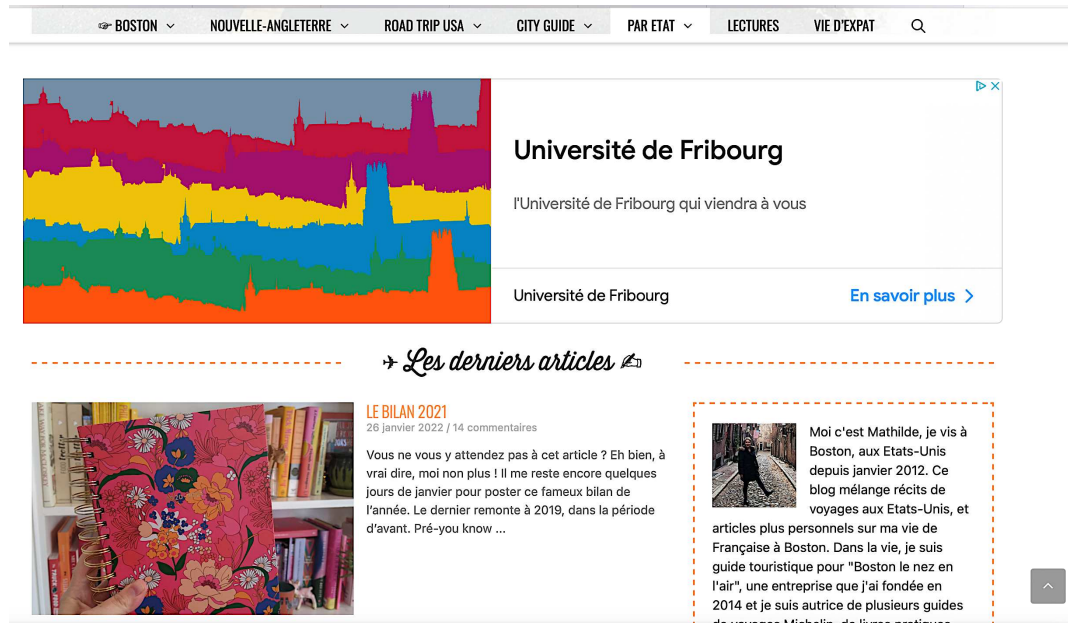 ☞ BOSTON NOUVELLE-ANGLETERRE ROAD TRIP USA CITY GUIDE PAR ETAT LECTURES VIE D'EXPAT
Université de Fribourg
l'Université de Fribourg qui viendra à vous
Université de Fribourg En savoir plus
✈ Les derniers articles ✍
LE BILAN 2021
26 janvier 2022 / 14 commentaires
Vous ne vous y attendez pas à cet article ? Eh bien, à
vrai dire, moi non plus ! Il me reste encore quelques
jours de janvier pour poster ce fameux bilan de
l'année. Le dernier remonte à 2019, dans la période
d'avant. Pré-you know ...
Moi c'est Mathilde, je vis à
Boston, aux Etats-Unis
depuis janvier 2012. Ce
blog mélange récits de
voyages aux Etats-Unis, et
articles plus personnels sur ma vie de
Française à Boston. Dans la vie, je suis
guide touristique pour "Boston le nez en
l'air", une entreprise que j'ai fondée en
2014 et je suis autrice de plusieurs guides
de voyages Michelin, de livres pratiques